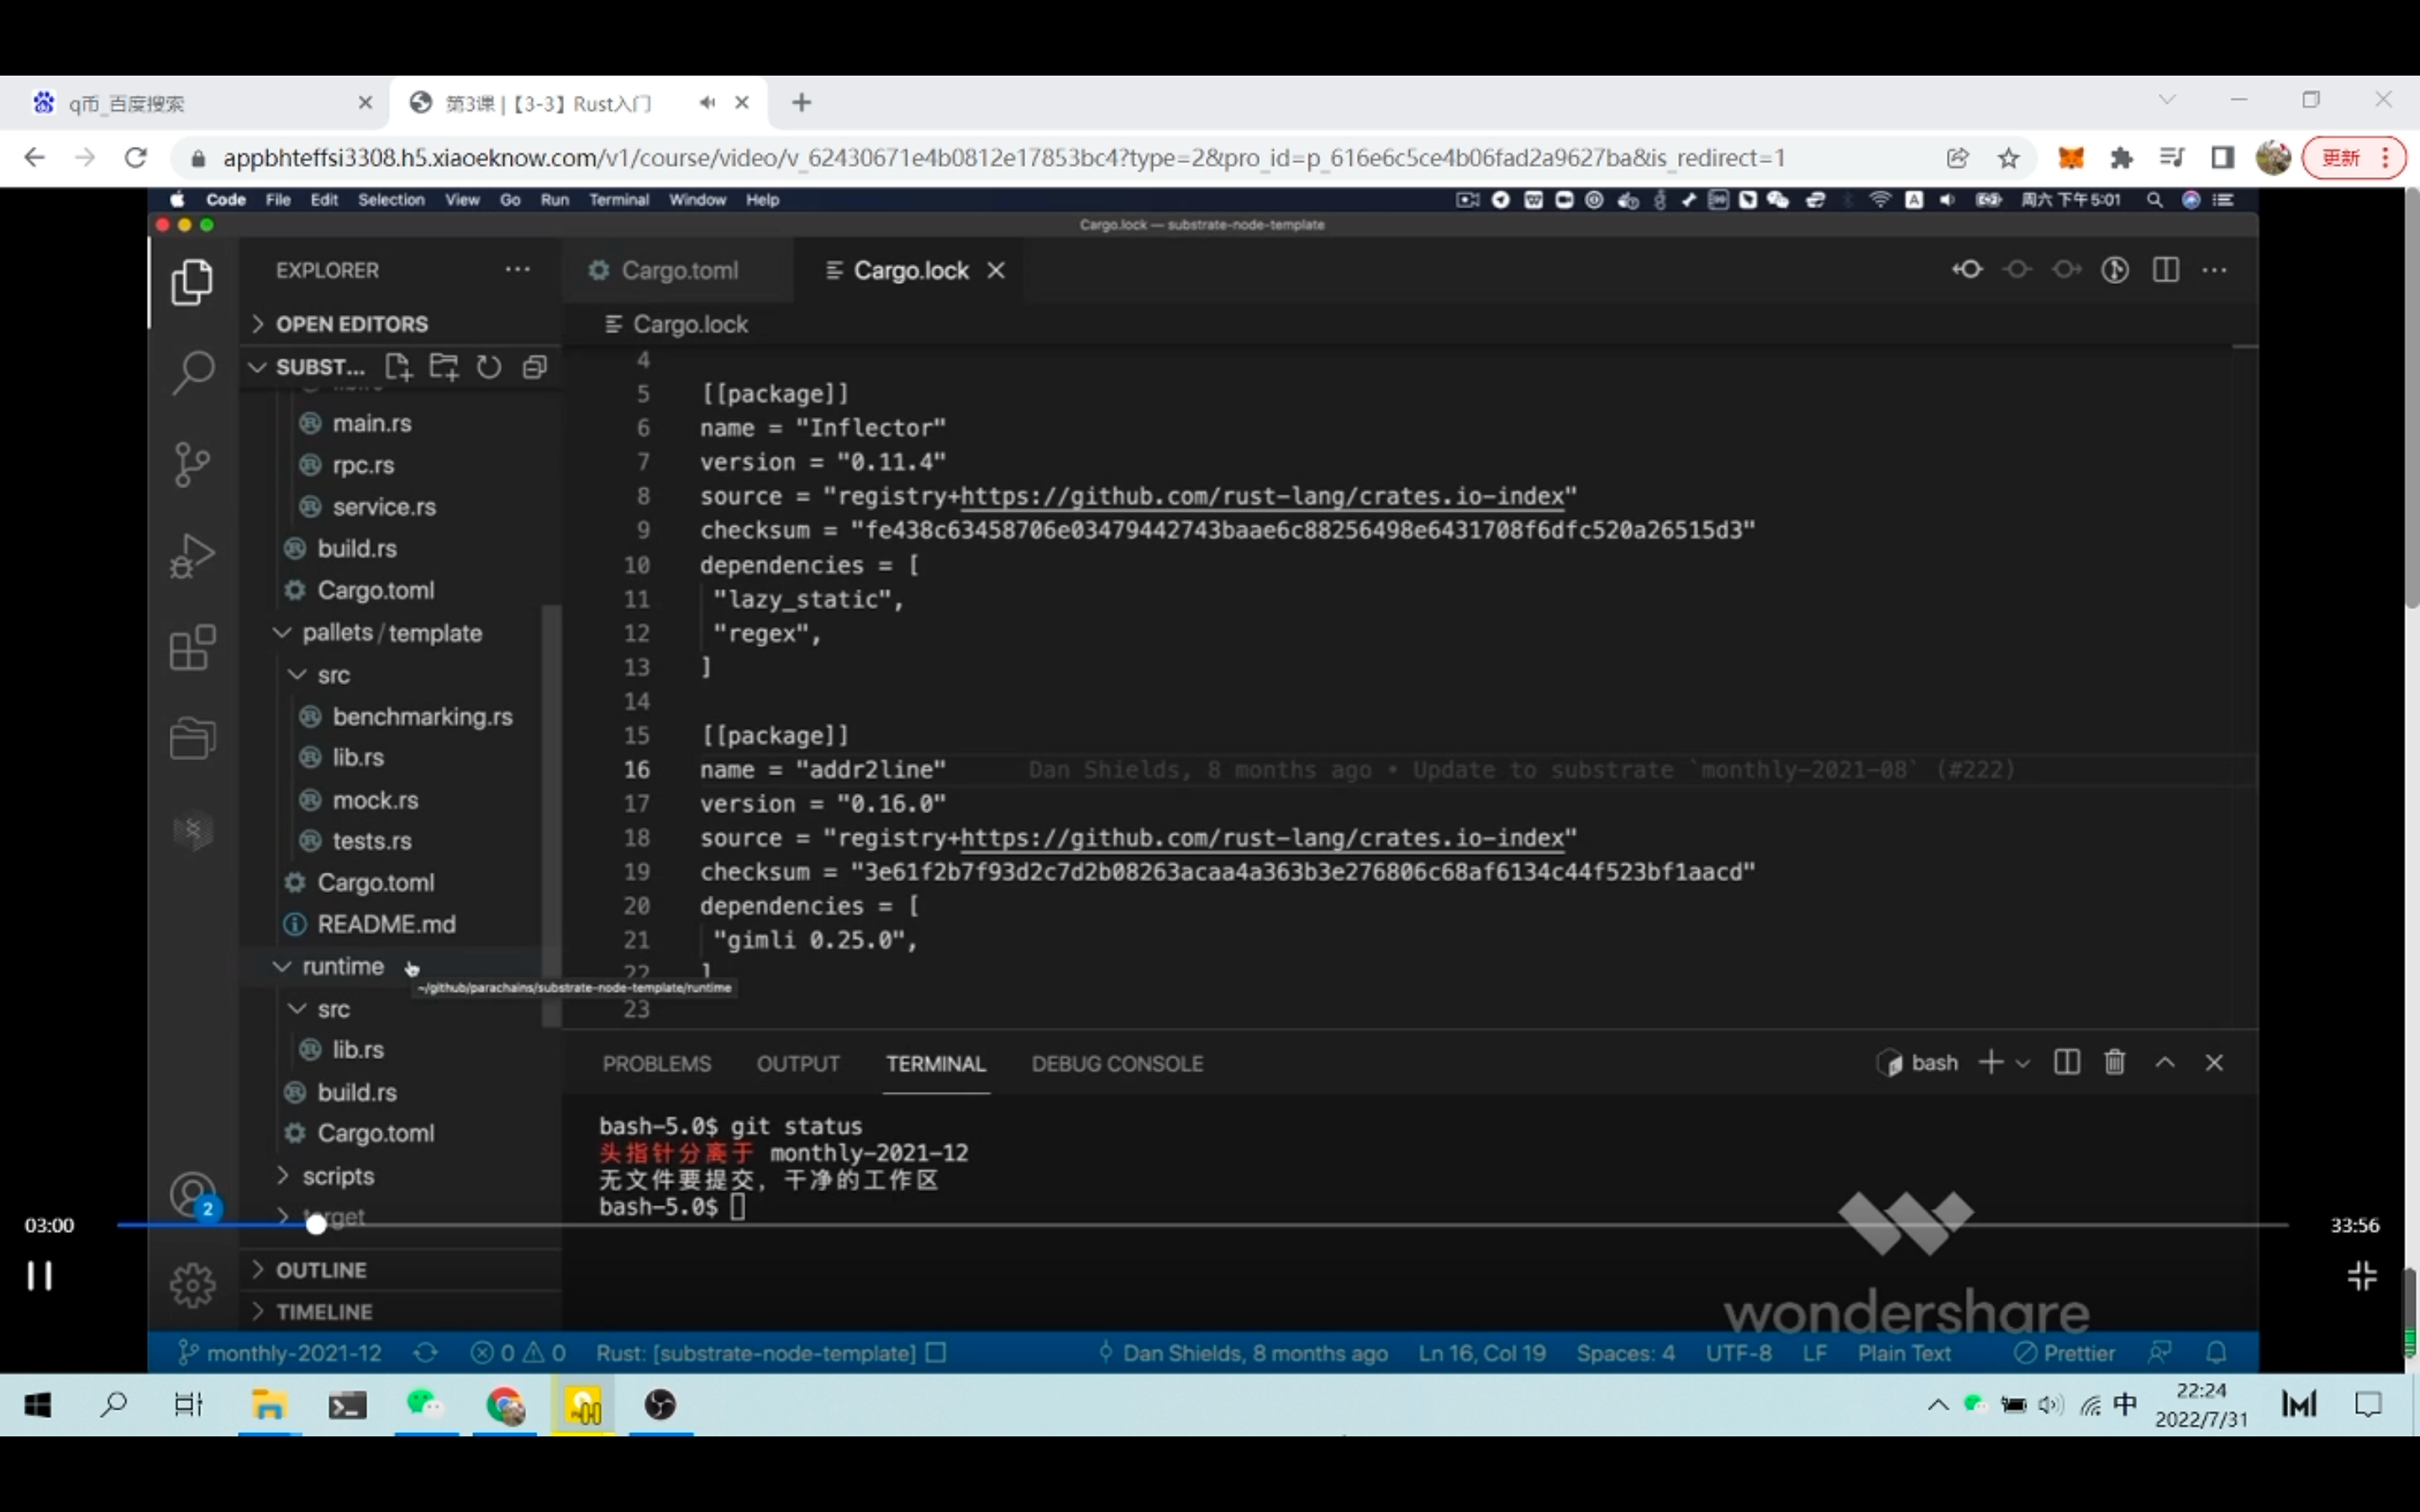 q币_百度搜索
第3课 |【3-3】Rust入门
appbhteffsi3308.h5.xiaoeknow.com/v1/course/video/v_62430671e4b0812e17853bc4?type=2&pro_id=p_616e6c5ce4b06fad2a9627ba&is_redirect=1
更新
Code File Edit Selection View Go Run Terminal Window Help
周六 下午5:01
Cargo.lock — substrate-node-template
EXPLORER
OPEN EDITORS
SUBST...
main.rs
rpc.rs
service.rs
build.rs
Cargo.toml
pallets / template
src
benchmarking.rs
lib.rs
mock.rs
tests.rs
Cargo.toml
README.md
runtime
~/github/parachains/substrate-node-template/runtime
src
lib.rs
build.rs
Cargo.toml
scripts
target
OUTLINE
TIMELINE
Cargo.toml
Cargo.lock
Cargo.lock
4
5 [[package]]
6 name = "Inflector"
7 version = "0.11.4"
8 source = "registry+https://github.com/rust-lang/crates.io-index"
9 checksum = "fe438c63458706e03479442743baae6c88256498e6431708f6dfc520a26515d3"
10 dependencies = [
11 "lazy_static",
12 "regex",
13 ]
14
15 [[package]]
16 name = "addr2line" Dan Shields, 8 months ago • Update to substrate `monthly-2021-08` (#222)
17 version = "0.16.0"
18 source = "registry+https://github.com/rust-lang/crates.io-index"
19 checksum = "3e61f2b7f93d2c7d2b08263acaa4a363b3e276806c68af6134c44f523bf1aacd"
20 dependencies = [
21 "gimli 0.25.0",
22 ]
23
PROBLEMS OUTPUT TERMINAL DEBUG CONSOLE
bash
bash-5.0$ git status
头指针分离于 monthly-2021-12
无文件要提交，干净的工作区
bash-5.0$
2
03:00
33:56
wondershare
monthly-2021-12 0 0 Rust: [substrate-node-template] Dan Shields, 8 months ago Ln 16, Col 19 Spaces: 4 UTF-8 LF Plain Text Prettier
中
22:24
2022/7/31